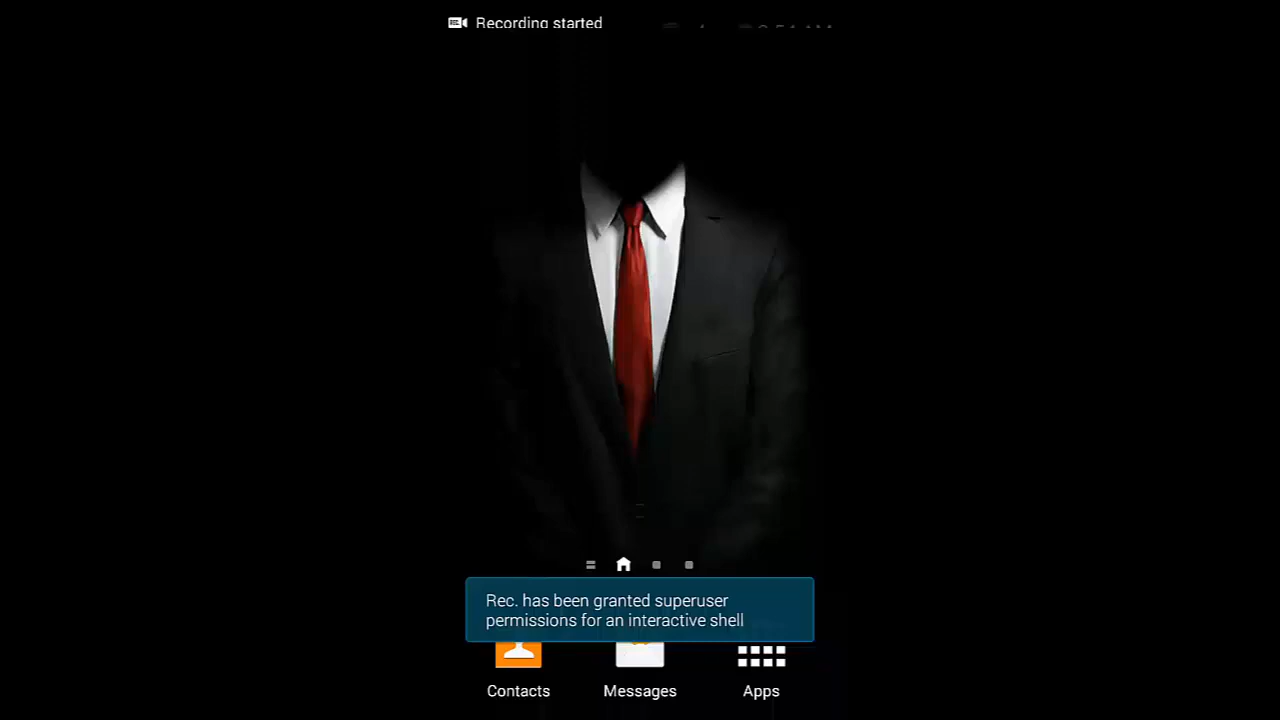 Recording started
Rec. has been granted superuser
permissions for an interactive shell
Contacts
Messages
Apps